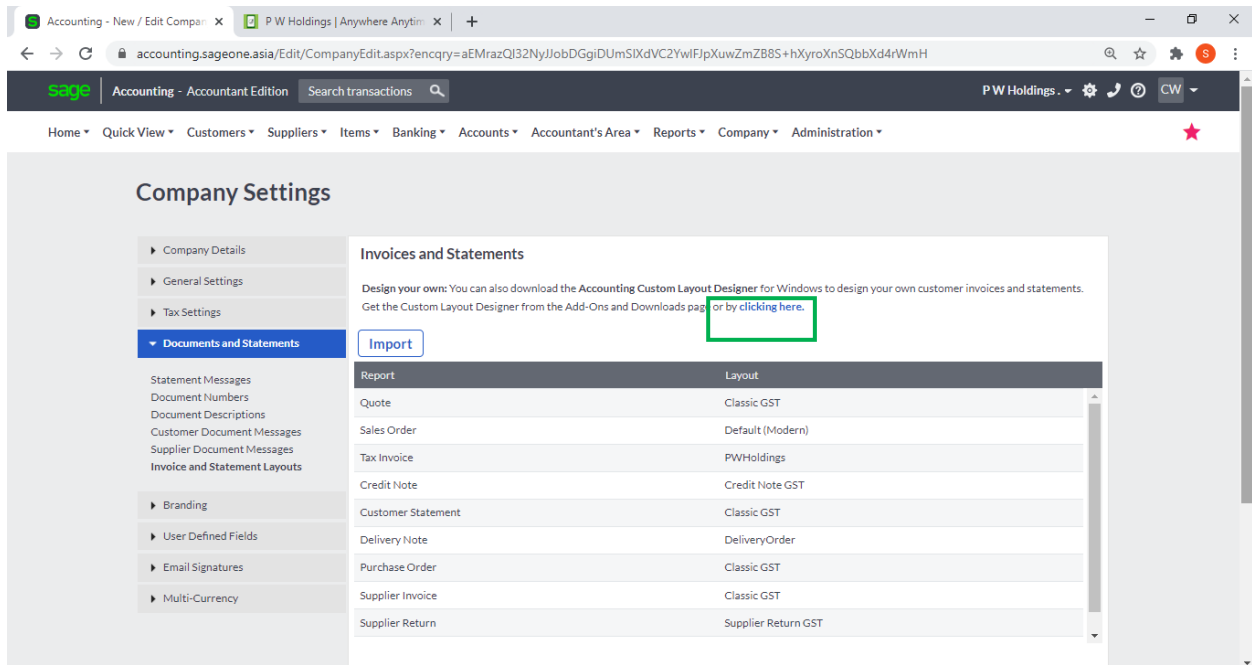 Accounting - New / Edit Compan
P W Holdings | Anywhere Anytim
accounting.sageone.asia/Edit/CompanyEdit.aspx?encqry=aEMrazQl32NyJJobDGgiDUmSlXdVC2YwlFJpXuwZmZB8S+hXyroXnSQbbXd4rWmH
S
sage Accounting - Accountant Edition Search transactions P W Holdings . CW
Home Quick View Customers Suppliers Items Banking Accounts Accountant's Area Reports Company Administration
Company Settings
Company Details
General Settings
Tax Settings
Documents and Statements
Statement Messages
Document Numbers
Document Descriptions
Customer Document Messages
Supplier Document Messages
Invoice and Statement Layouts
Branding
User Defined Fields
Email Signatures
Multi-Currency
Invoices and Statements
Design your own: You can also download the Accounting Custom Layout Designer for Windows to design your own customer invoices and statements.
Get the Custom Layout Designer from the Add-Ons and Downloads page or by clicking here.
Import
Report Layout
Quote Classic GST
Sales Order Default (Modern)
Tax Invoice PWHoldings
Credit Note Credit Note GST
Customer Statement Classic GST
Delivery Note DeliveryOrder
Purchase Order Classic GST
Supplier Invoice Classic GST
Supplier Return Supplier Return GST